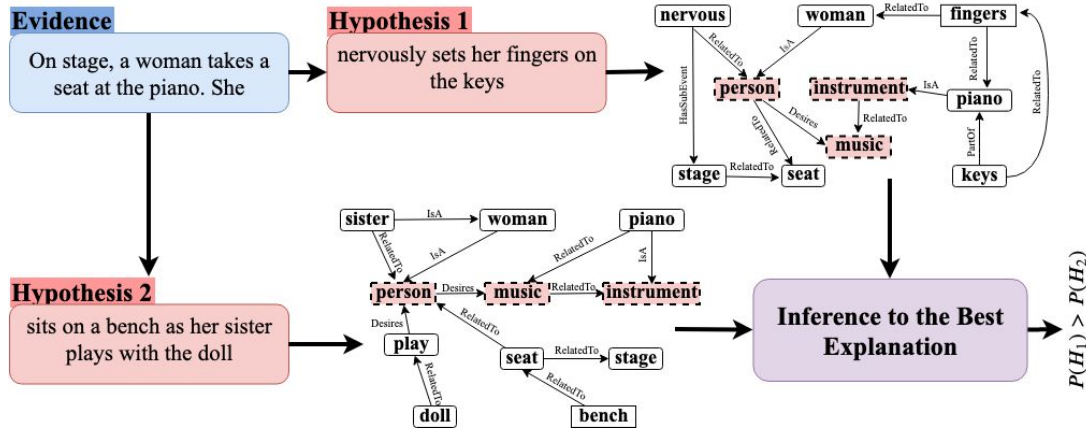 Evidence
On stage, a woman takes a
seat at the piano. She
Hypothesis 1
nervously sets her fingers on
the keys
nervous
woman
RelatedTo
fingers
RelatedTo
IsA
RelatedTo
RelatedTo
person
instrument
IsA
piano
HasSubEvent
RelatedTo
Desires
RelatedTo
music
PartOf
stage
RelatedTo
seat
keys
Hypothesis 2
sits on a bench as her sister
plays with the doll
sister
IsA
woman
piano
RelatedTo
IsA
RelatedTo
IsA
person
Desires
music
RelatedTo
instrument
Desires
play
RelatedTo
seat
RelatedTo
stage
RelatedTo
RelatedTo
doll
bench
Inference to the Best
Explanation
P(H1) > P(H2)